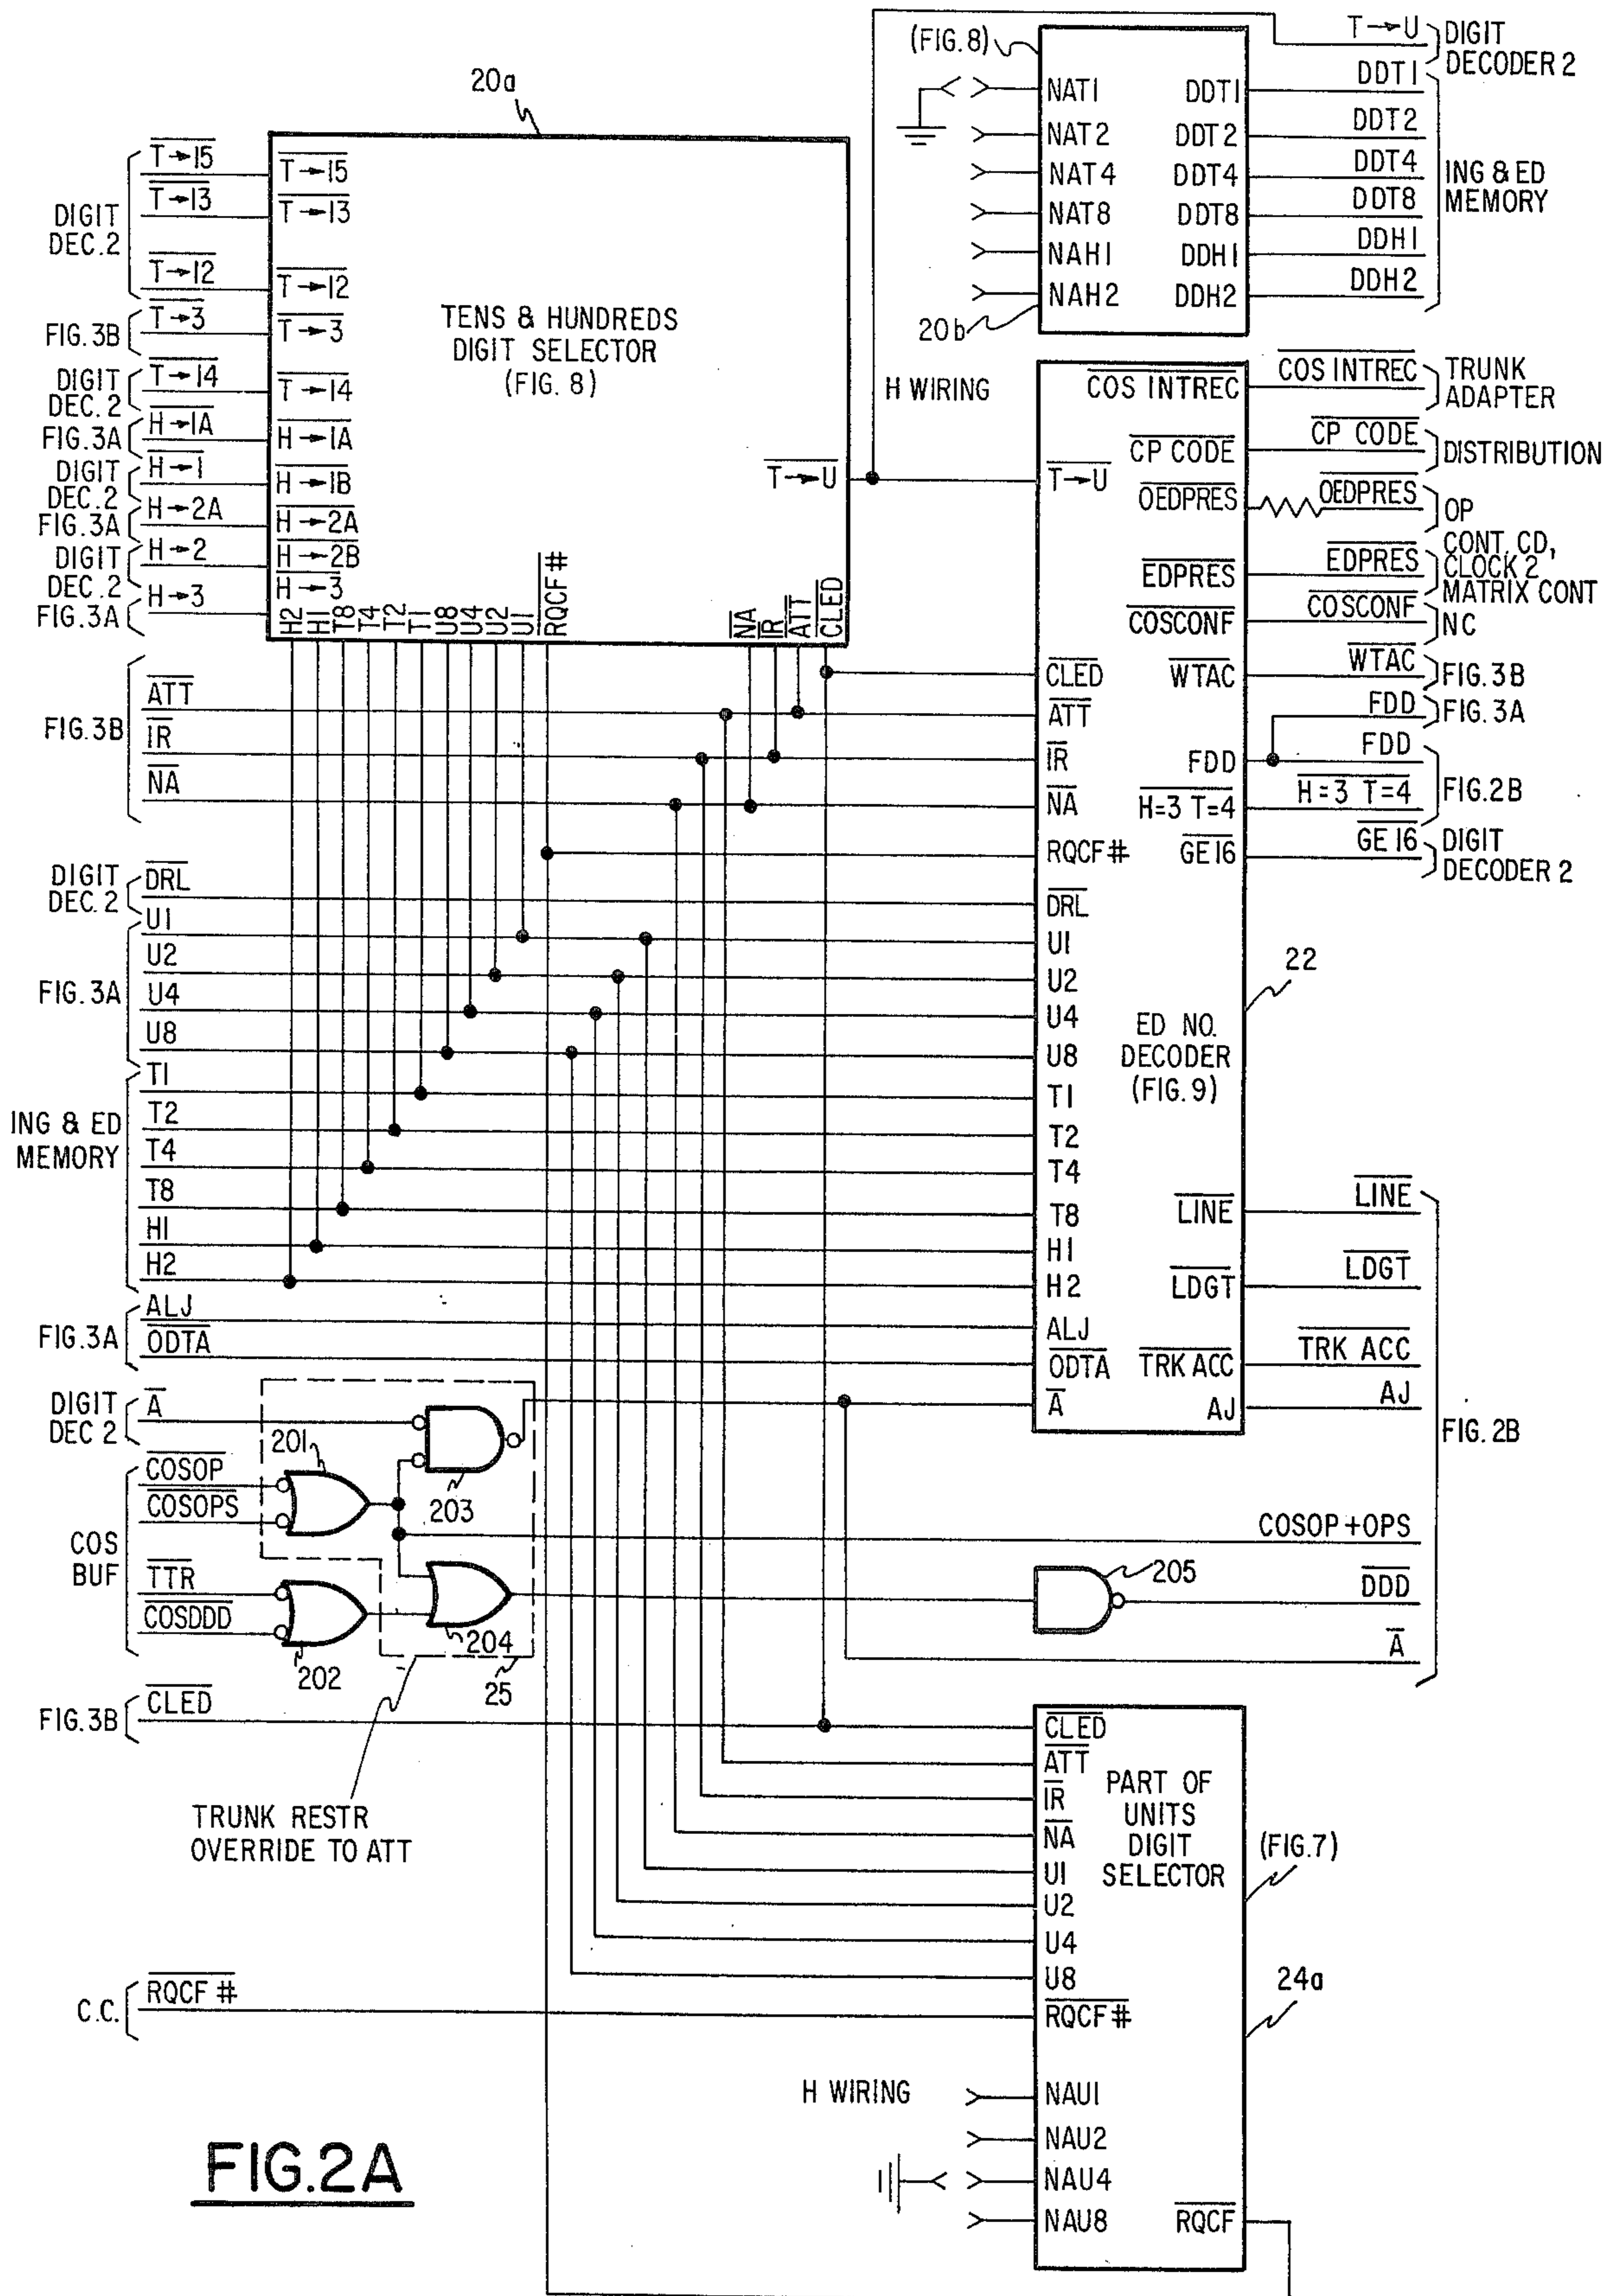 20a
DIGIT
DEC.2
T→15
T→13
T→12
FIG.3B
T→3
DIGIT
DEC.2
T→14
FIG.3A
H→1A
DIGIT
DEC.2
H→1
FIG.3A
H→2A
DIGIT
DEC.2
H→2
FIG.3A
H→3
T→15
T→13
T→12
T→3
T→14
H→1A
H→1B
H→2A
H→2B
H→3
TENS & HUNDREDS
DIGIT SELECTOR
(FIG. 8)
T→U
H2
H1
T8
T4
T2
T1
U8
U4
U2
U1
RQCF#
NA
IR
ATT
CLED
(FIG. 8)
NAT1
NAT2
NAT4
NAT8
NAH1
NAH2
20b
DDT1
DDT2
DDT4
DDT8
DDH1
DDH2
T→U
DIGIT
DECODER 2
DDT1
DDT2
DDT4
DDT8
DDH1
DDH2
ING & ED
MEMORY
H WIRING
T→U
CLED
ATT
IR
NA
RQCF#
DRL
U1
U2
U4
U8
T1
T2
T4
T8
H1
H2
ALJ
ODTA
A
COS INTREC
CP CODE
OEDPRES
EDPRES
COSCONF
WTAC
FDD
H=3 T=4
GE16
ED NO.
DECODER
(FIG. 9)
22
LINE
LDGT
TRK ACC
AJ
COS INTREC
TRUNK
ADAPTER
CP CODE
DISTRIBUTION
OEDPRES
OP
EDPRES
CONT. CD,
CLOCK 2
MATRIX CONT
COSCONF
NC
WTAC
FIG.3B
FDD
FIG.3A
FDD
H=3 T=4
FIG.2B
GE16
DIGIT
DECODER 2
LINE
LDGT
TRK ACC
AJ
COSOP+OPS
DDD
A
FIG. 2B
FIG.3B
ATT
IR
NA
DIGIT
DEC. 2
DRL
FIG.3A
U1
U2
U4
U8
ING & ED
MEMORY
T1
T2
T4
T8
H1
H2
FIG.3A
ALJ
ODTA
DIGIT
DEC 2
A
COS
BUF
COSOP
COSOPS
TTR
COSDDD
201
202
203
204
25
205
FIG.3B
CLED
TRUNK RESTR
OVERRIDE TO ATT
CLED
ATT
IR
NA
U1
U2
U4
U8
RQCF#
PART OF
UNITS
DIGIT
SELECTOR
(FIG.7)
24a
C.C.
RQCF #
H WIRING
NAU1
NAU2
NAU4
NAU8
RQCF
FIG.2A